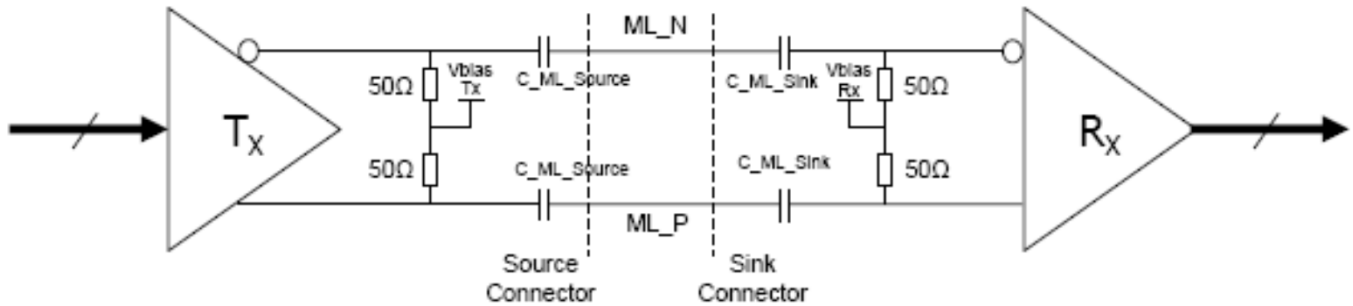 ML_N
Vbias
Tx
C_ML_Source
C_ML_Sink
Vbias
Rx
50Ω
50Ω
TX
RX
50Ω
C_ML_Source
C_ML_Sink
50Ω
ML_P
Source
Connector
Sink
Connector